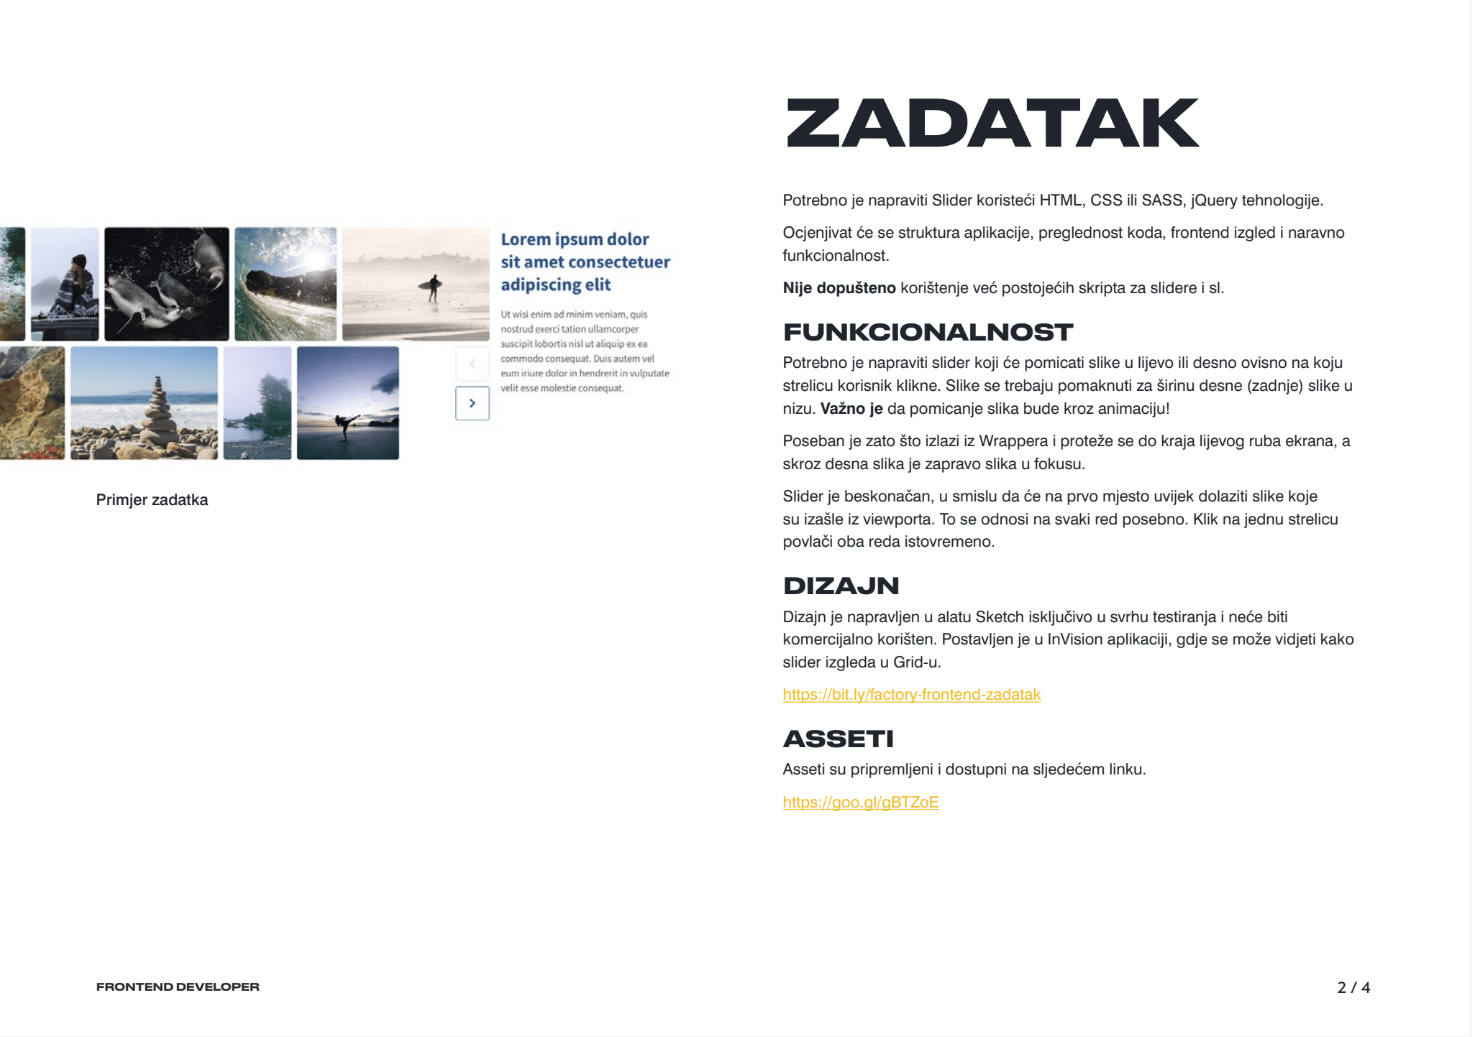 Lorem ipsum dolor
sit amet consectetuer
adipiscing elit
Ut wisi enim ad minim veniam, quis
nostrud exerci tation ullamcorper
suscipit lobortis nisl ut aliquip ex ea
commodo consequat. Duis autem vel
eum iriure dolor in hendrerit in vulputate
velit esse molestie consequat.
Primjer zadatka
ZADATAK
Potrebno je napraviti Slider koristeći HTML, CSS ili SASS, jQuery tehnologije.
Ocjenjivat će se struktura aplikacije, preglednost koda, frontend izgled i naravno
funkcionalnost.
Nije dopušteno korištenje već postojećih skripta za slidere i sl.
FUNKCIONALNOST
Potrebno je napraviti slider koji će pomicati slike u lijevo ili desno ovisno na koju
strelicu korisnik klikne. Slike se trebaju pomaknuti za širinu desne (zadnje) slike u
nizu. Važno je da pomicanje slika bude kroz animaciju!
Poseban je zato što izlazi iz Wrappera i proteže se do kraja lijevog ruba ekrana, a
skroz desna slika je zapravo slika u fokusu.
Slider je beskonačan, u smislu da će na prvo mjesto uvijek dolaziti slike koje
su izašle iz viewporta. To se odnosi na svaki red posebno. Klik na jednu strelicu
povlači oba reda istovremeno.
DIZAJN
Dizajn je napravljen u alatu Sketch isključivo u svrhu testiranja i neće biti
komercijalno korišten. Postavljen je u InVision aplikaciji, gdje se može vidjeti kako
slider izgleda u Grid-u.
https://bit.ly/factory-frontend-zadatak
ASSETI
Asseti su pripremljeni i dostupni na sljedećem linku.
https://goo.gl/gBTZoE
FRONTEND DEVELOPER
2 / 4